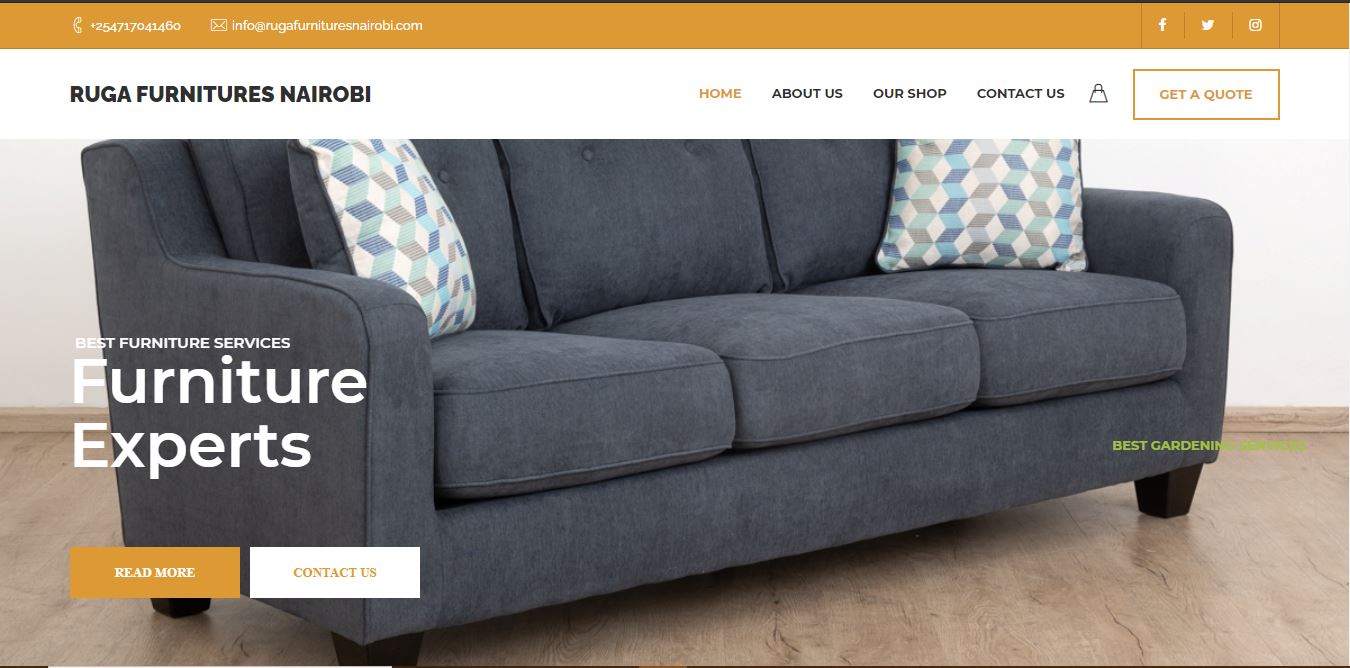 +254717041460 info@rugafurnituresnairobi.com
RUGA FURNITURES NAIROBI
HOME ABOUT US OUR SHOP CONTACT US GET A QUOTE
BEST FURNITURE SERVICES
Furniture
Experts
BEST GARDENING SERVICES
READ MORE CONTACT US